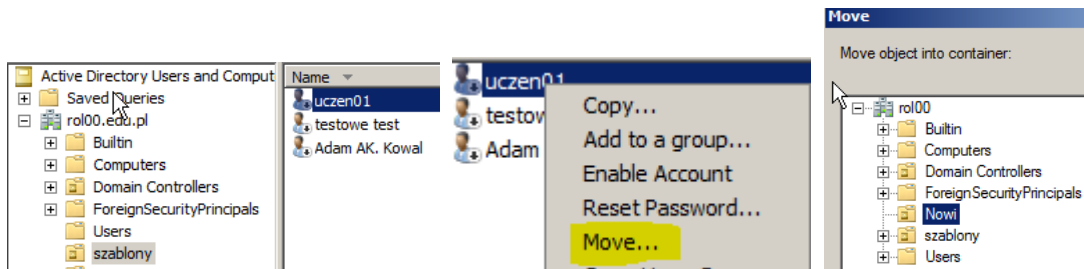 Active Directory Users and Comput
Saved Queries
rol00.edu.pl
Builtin
Computers
Domain Controllers
ForeignSecurityPrincipals
Users
szablony
Name
uczen01
testowe test
Adam AK. Kowal
uczen01
testow
Adam
Copy...
Add to a group...
Enable Account
Reset Password...
Move...
Move
Move object into container:
rol00
Builtin
Computers
Domain Controllers
ForeignSecurityPrincipals
Nowi
szablony
Users